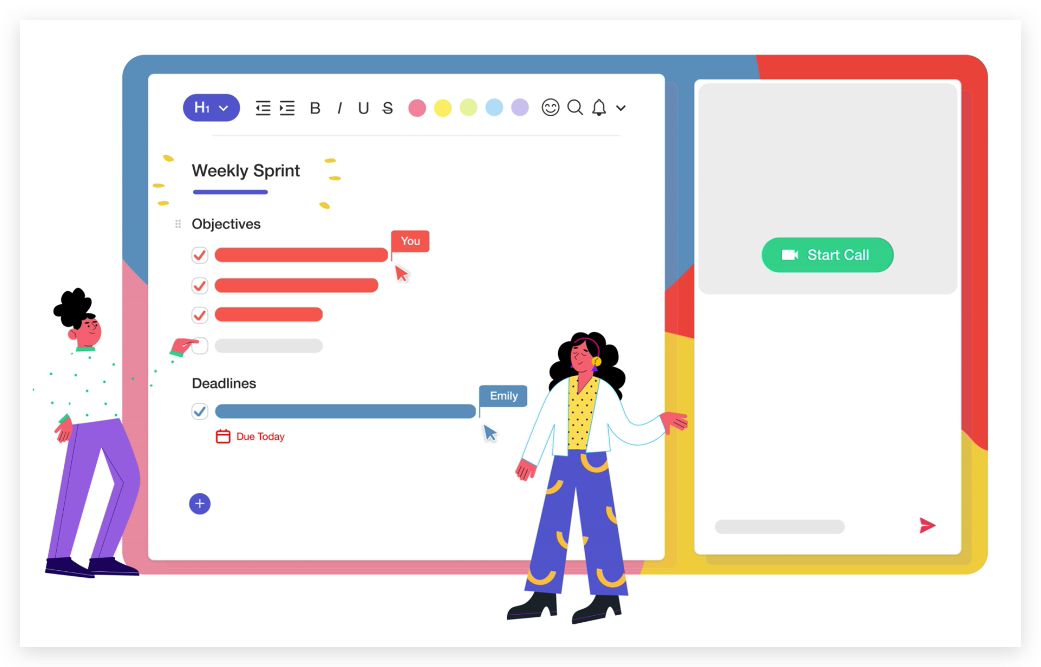 H1 B I U S
Weekly Sprint
Objectives
You
Deadlines
Emily
Due Today
Start Call